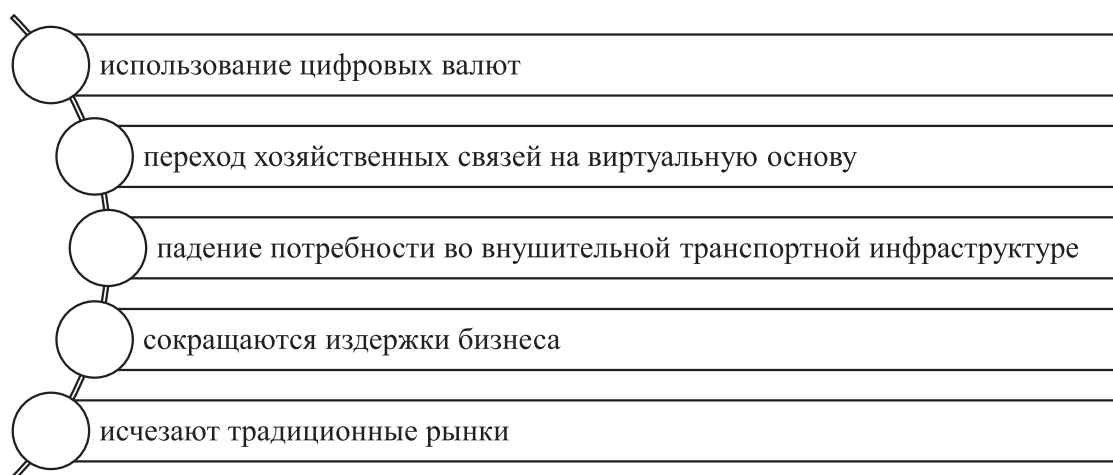 использование цифровых валют
переход хозяйственных связей на виртуальную основу
падение потребности во внушительной транспортной инфраструктуре
сокращаются издержки бизнеса
исчезают традиционные рынки